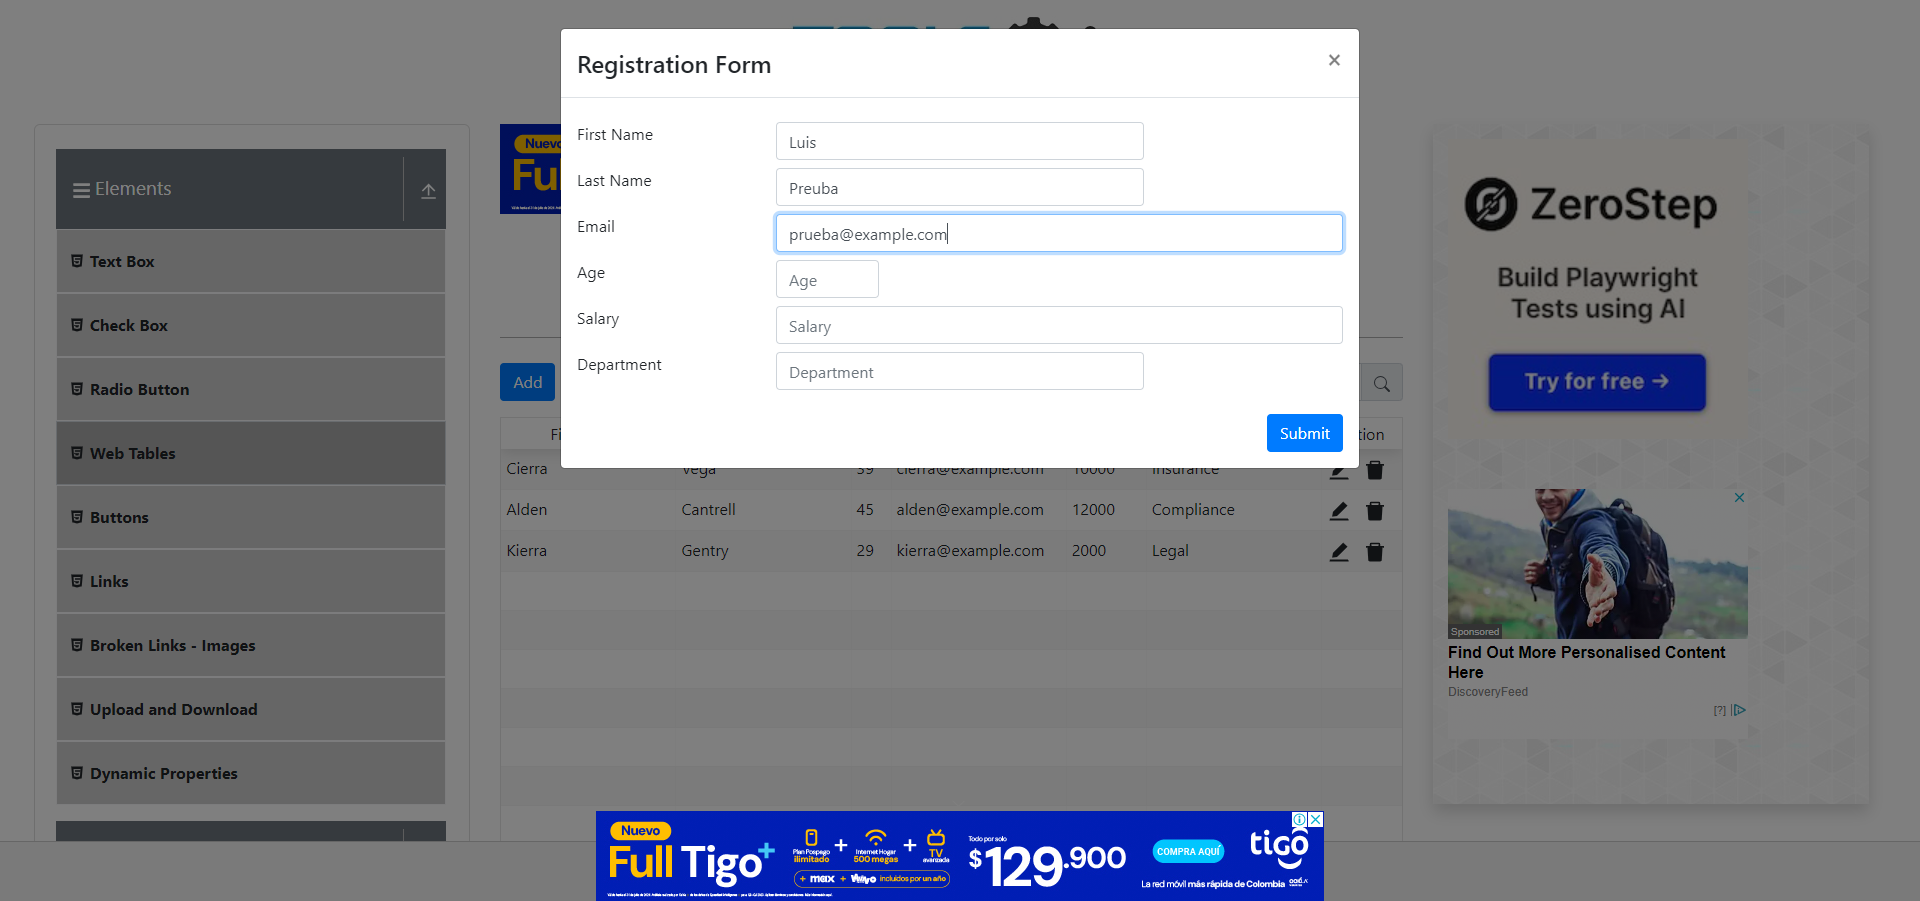 Registration Form
×
First Name
Luis
Last Name
Preuba
Email
prueba@example.com
Age
Age
Salary
Salary
Department
Department
Submit
Elements
Text Box
Check Box
Radio Button
Web Tables
Buttons
Links
Broken Links - Images
Upload and Download
Dynamic Properties
Add
Cierra Vega 39 cierra@example.com 10000 Insurance
Alden Cantrell 45 alden@example.com 12000 Compliance
Kierra Gentry 29 kierra@example.com 2000 Legal
ZeroStep
Build Playwright
Tests using AI
Try for free →
Sponsored
Find Out More Personalised Content
Here
DiscoveryFeed
[?]
Nuevo
Full Tigo+
Plan Pospago
ilimitado
+
Internet Hogar
500 megas
+
TV
avanzada
+ max + incluidos por un año
Todo por solo
$129.900
COMPRA AQUÍ
tigo
La red móvil más rápida de Colombia